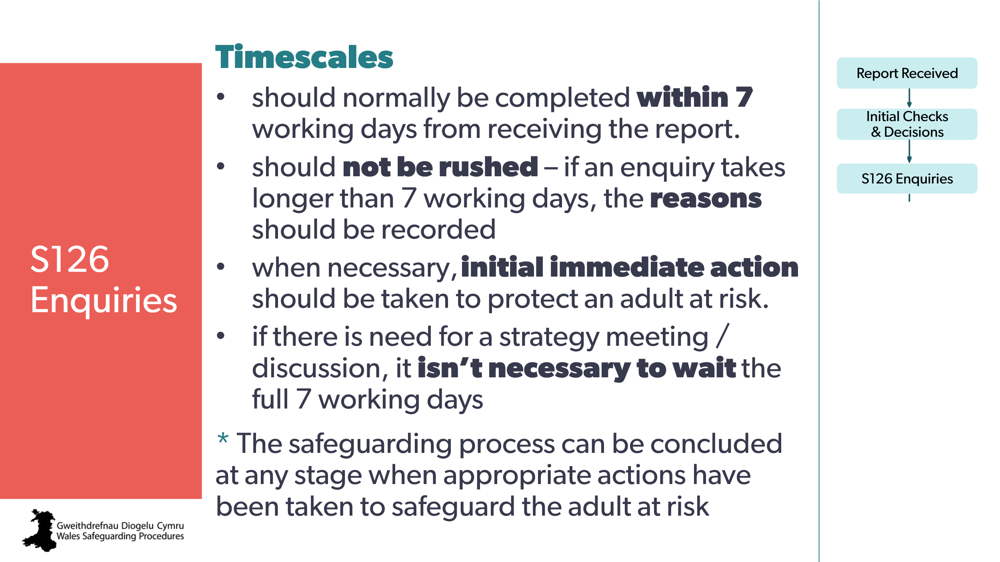 S126
Enquiries
Timescales
• should normally be completed within 7
working days from receiving the report.
• should not be rushed – if an enquiry takes
longer than 7 working days, the reasons
should be recorded
• when necessary, initial immediate action
should be taken to protect an adult at risk.
• if there is need for a strategy meeting /
discussion, it isn’t necessary to wait the
full 7 working days
* The safeguarding process can be concluded
at any stage when appropriate actions have
been taken to safeguard the adult at risk
Report Received
Initial Checks
& Decisions
S126 Enquiries
Gweithdrefnau Diogelu Cymru
Wales Safeguarding Procedures